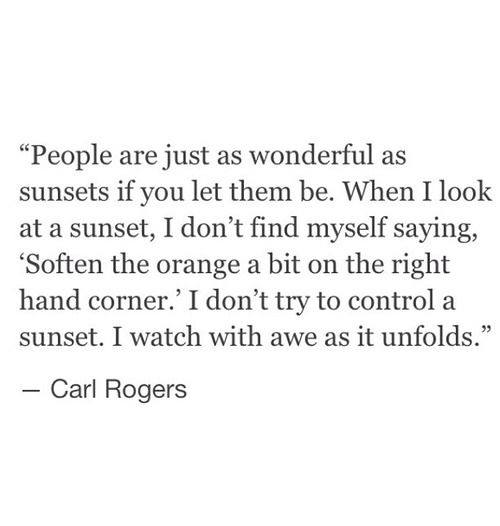 “People are just as wonderful as
sunsets if you let them be. When I look
at a sunset, I don’t find myself saying,
‘Soften the orange a bit on the right
hand corner.’ I don’t try to control a
sunset. I watch with awe as it unfolds.”
— Carl Rogers